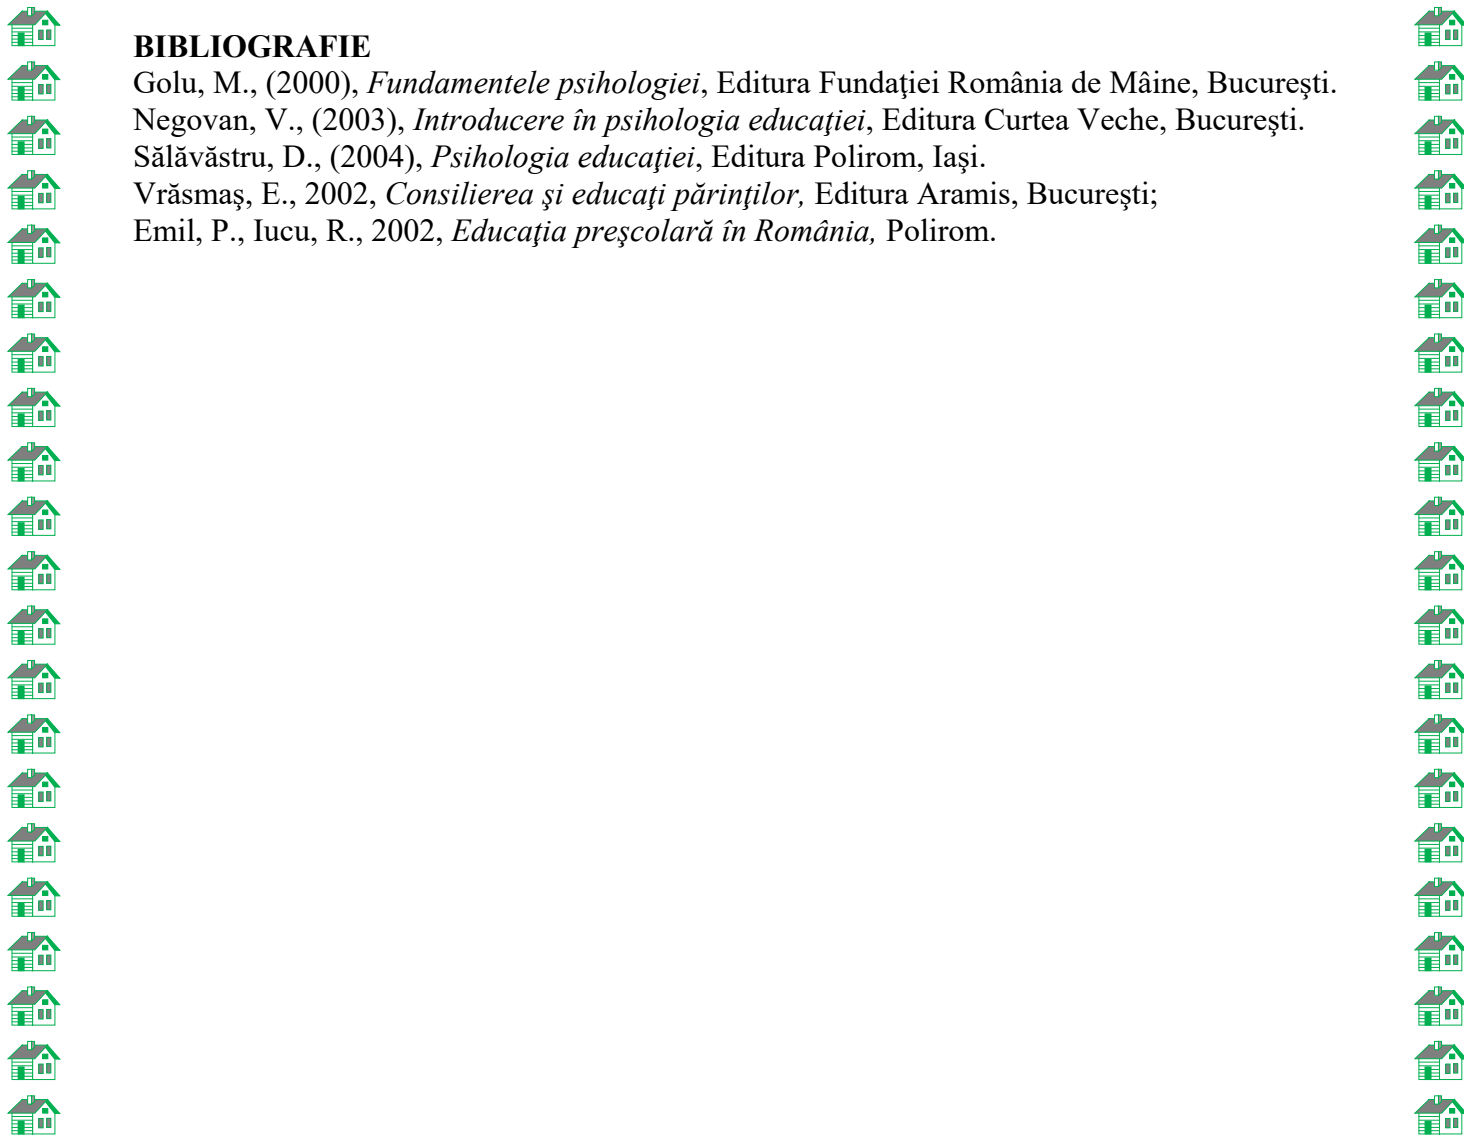 BIBLIOGRAFIE
Golu, M., (2000), Fundamentele psihologiei, Editura Fundaţiei România de Mâine, Bucureşti.
Negovan, V., (2003), Introducere în psihologia educaţiei, Editura Curtea Veche, Bucureşti.
Sălăvăstru, D., (2004), Psihologia educaţiei, Editura Polirom, Iaşi.
Vrăsmaş, E., 2002, Consilierea şi educaţi părinţilor, Editura Aramis, Bucureşti;
Emil, P., Iucu, R., 2002, Educaţia preşcolară în România, Polirom.